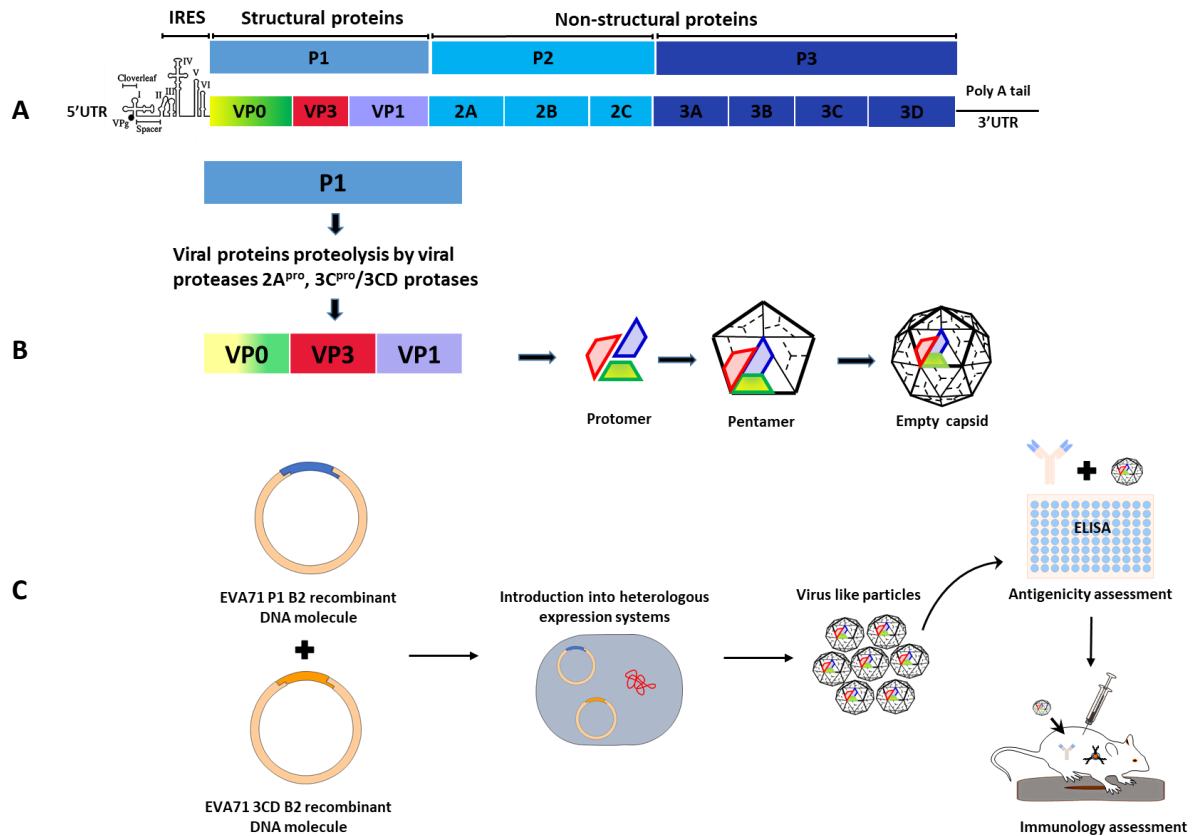 IRES
Structural proteins
Non-structural proteins
P1
P2
P3
Cloverleaf
I
II
III
IV
V
VI
A
5'UTR
VPg
Spacer
VP0
VP3
VP1
2A
2B
2C
3A
3B
3C
3D
Poly A tail
3'UTR
P1
Viral proteins proteolysis by viral
proteases 2Apro, 3Cpro/3CD protases
B
VP0
VP3
VP1
Protomer
Pentamer
Empty capsid
C
EVA71 P1 B2 recombinant
DNA molecule
EVA71 3CD B2 recombinant
DNA molecule
Introduction into heterologous
expression systems
Virus like particles
ELISA
Antigenicity assessment
Immunology assessment